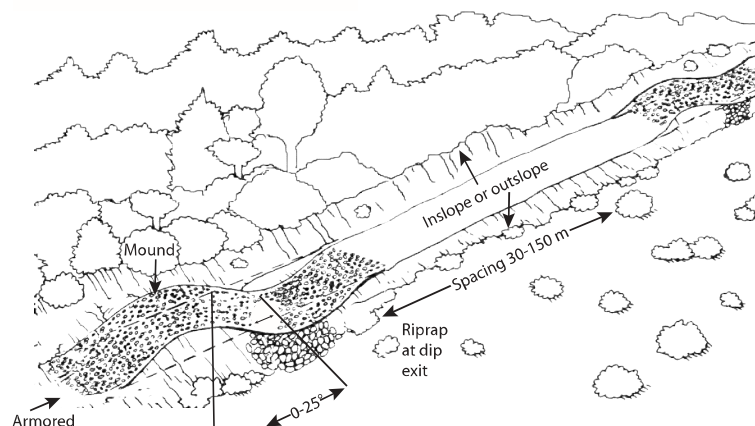 Mound
Inslope or outslope
Spacing 30-150 m
Riprap
at dip
exit
0-25°
Armored